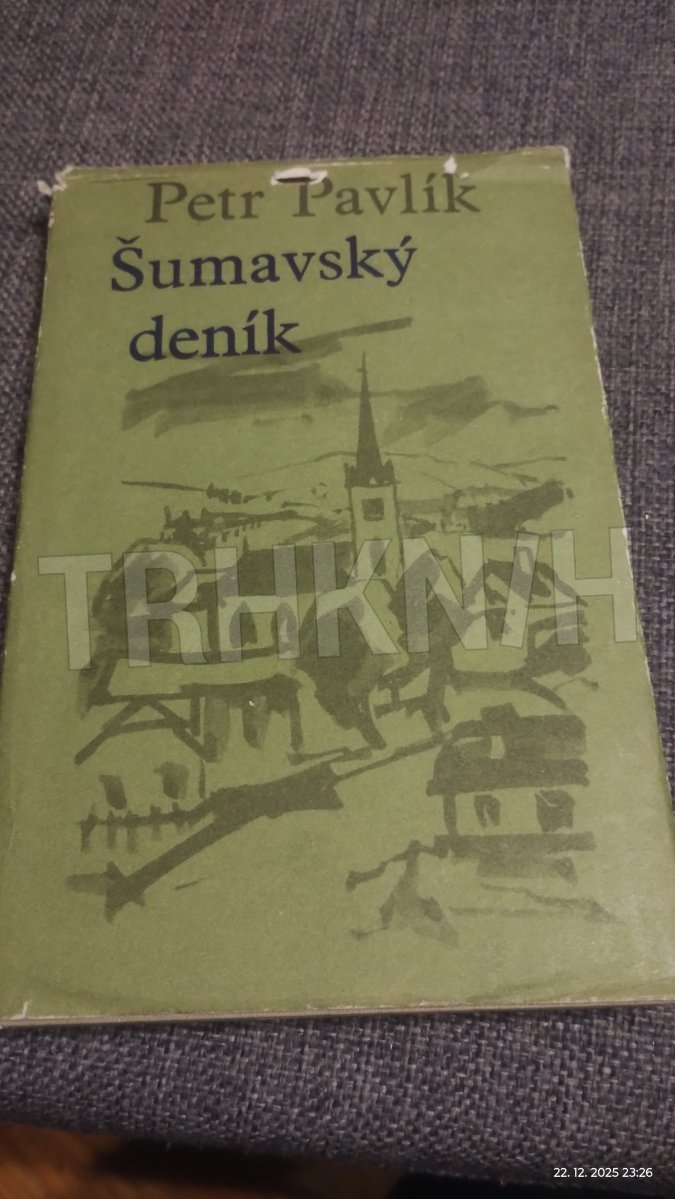 Petr Pavlík
Šumavský
deník
TRHKNIH
22. 12. 2025 23:26